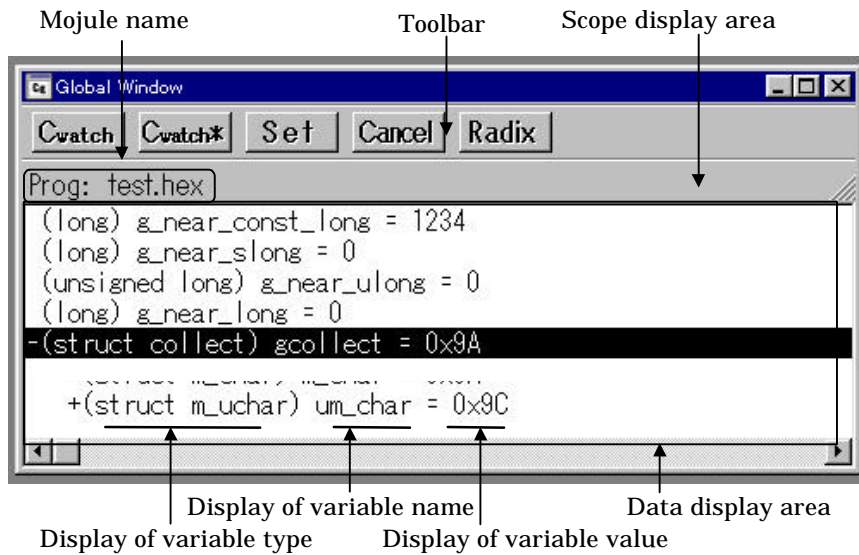 Mojule name Toolbar Scope display area
Global Window
Cwatch Cwatch* Set Cancel Radix
Prog: test.hex
(long) g_near_const_long = 1234
(long) g_near_slong = 0
(unsigned long) g_near_ulong = 0
(long) g_near_long = 0
-(struct collect) gcollect = 0x9A
+(struct m_uchar) um_char = 0x9C
Display of variable name Data display area
Display of variable type Display of variable value